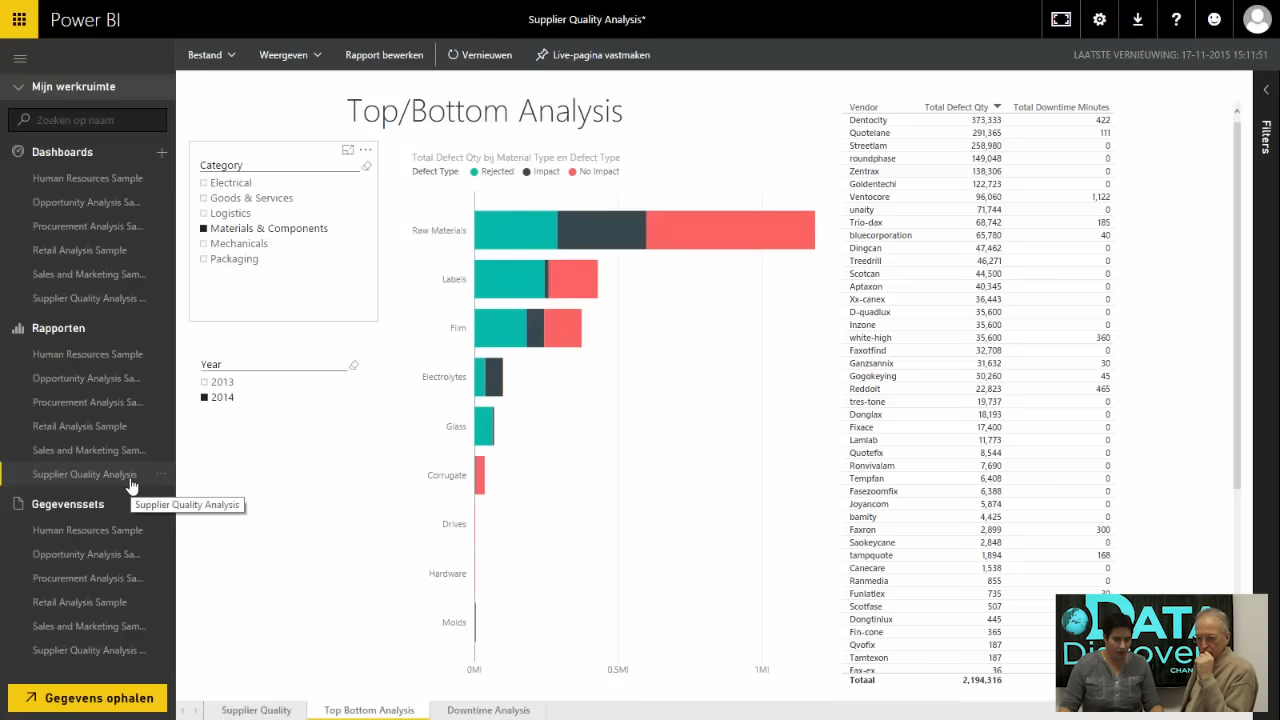 Power BI
Supplier Quality Analysis*
?
Bestand
Weergeven
Rapport bewerken
Vernieuwen
Live-pagina vastmaken
LAATSTE VERNIEUWING: 17-11-2015 15:11:51
Mijn werkruimte
Zoeken op naam
Dashboards
Human Resources Sample
Opportunity Analysis Sa...
Procurement Analysis Sa...
Retail Analysis Sample
Sales and Marketing Sam...
Supplier Quality Analysis ...
Rapporten
Human Resources Sample
Opportunity Analysis Sa...
Procurement Analysis Sa...
Retail Analysis Sample
Sales and Marketing Sam...
Supplier Quality Analysis
Supplier Quality Analysis
Gegevenssets
Human Resources Sample
Opportunity Analysis Sa...
Procurement Analysis Sa...
Retail Analysis Sample
Sales and Marketing Sam...
Supplier Quality Analysis ...
Gegevens ophalen
Top/Bottom Analysis
Category
Electrical
Goods & Services
Logistics
Materials & Components
Mechanicals
Packaging
Year
2013
2014
Total Defect Qty bij Material Type en Defect Type
Defect Type Rejected Impact No Impact
Raw Materials
Labels
Film
Electrolytes
Glass
Corrugate
Drives
Hardware
Molds
0Ml 0.5Ml 1Ml
Vendor Total Defect Qty Total Downtime Minutes
Dentocity 373,333 422
Quotelane 291,365 111
Streetlam 258,980 0
roundphase 149,048 0
Zentrax 138,306 0
Goldentechi 122,723 0
Ventocore 96,060 1,122
unaity 71,744 0
Trio-dax 68,742 185
bluecorporation 65,780 40
Dingcan 47,462 0
Treedrill 46,271 0
Scotcan 44,500 0
Aptaxon 40,345 0
Xx-canex 36,443 0
D-quadlux 35,600 0
Inzone 35,600 0
white-high 35,600 360
Faxotfind 32,708 0
Ganzsannix 31,632 30
Gogokeying 30,260 45
Reddoit 22,823 465
tres-tone 19,737 0
Donglax 18,193 0
Fixace 17,400 0
Lamlab 11,773 0
Quotefix 8,544 0
Ronvivalam 7,690 0
Tempfan 6,408 0
Fasezoomfix 6,388 0
Joyancom 5,874 0
bamity 4,425 0
Faxron 2,899 300
Saokeycane 2,848 0
tampquote 1,894 168
Canecare 1,538 0
Ranmedia 855 0
Funlatlex 735 30
Scotfase 507
Dongtinlux 445
Fin-cone 365
Qvofix 187
Tamtexon 187
Fax-ex 36
Totaal 2,194,316
Filters
DATA
Discovery
CHANN
Supplier Quality
Top Bottom Analysis
Downtime Analysis